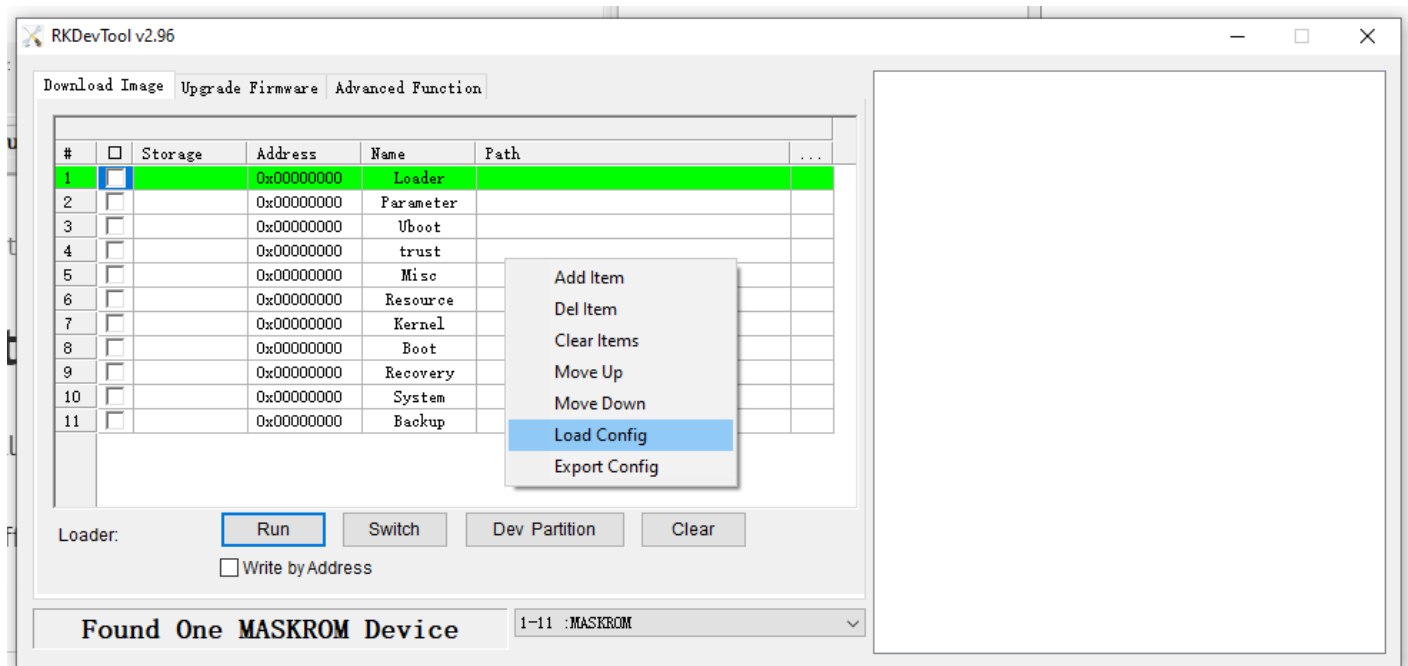 RKDevTool v2.96
Download Image Upgrade Firmware Advanced Function
# Storage Address Name Path ...
1 0x00000000 Loader
2 0x00000000 Parameter
3 0x00000000 Uboot
4 0x00000000 trust
5 0x00000000 Misc
6 0x00000000 Resource
7 0x00000000 Kernel
8 0x00000000 Boot
9 0x00000000 Recovery
10 0x00000000 System
11 0x00000000 Backup
Add Item
Del Item
Clear Items
Move Up
Move Down
Load Config
Export Config
Loader: Run Switch Dev Partition Clear
Write by Address
Found One MASKROM Device 1-11 :MASKROM